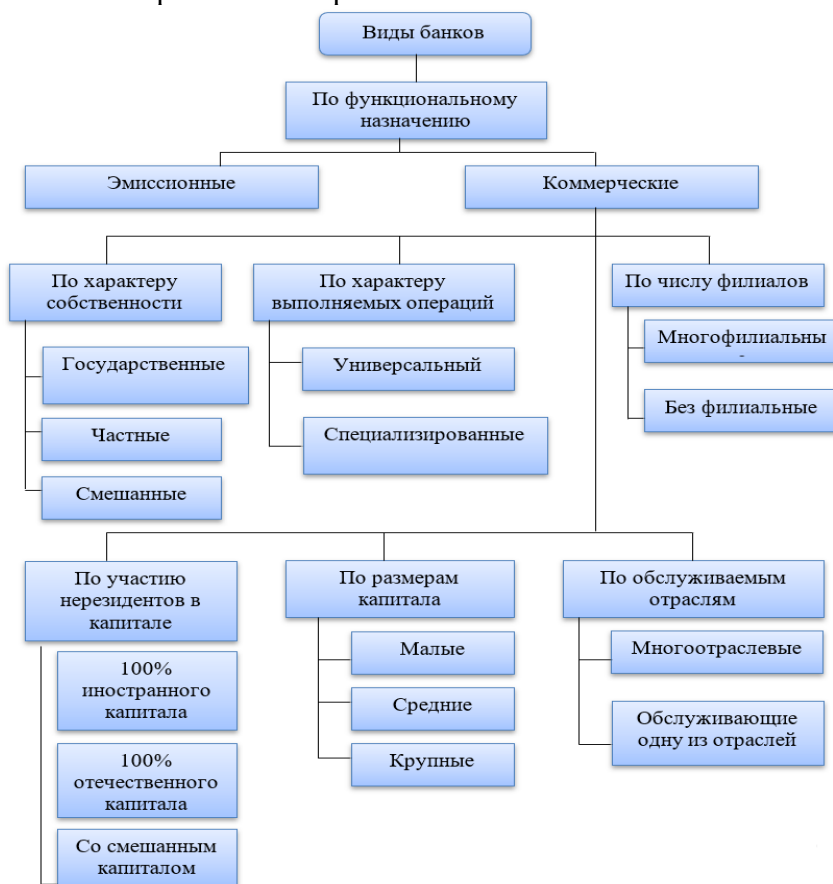 Виды банков
По функциональному
назначению
Эмиссионные
Коммерческие
По характеру
собственности
Государственные
Частные
Смешанные
По характеру
выполняемых операций
Универсальный
Специализированные
По числу филиалов
Многофилиальны
Без филиальные
По участию
нерезидентов в
капитале
100%
иностранного
капитала
100%
отечественного
капитала
Со смешанным
капиталом
По размерам
капитала
Малые
Средние
Крупные
По обслуживаемым
отраслям
Многоотраслевые
Обслуживающие
одну из отраслей